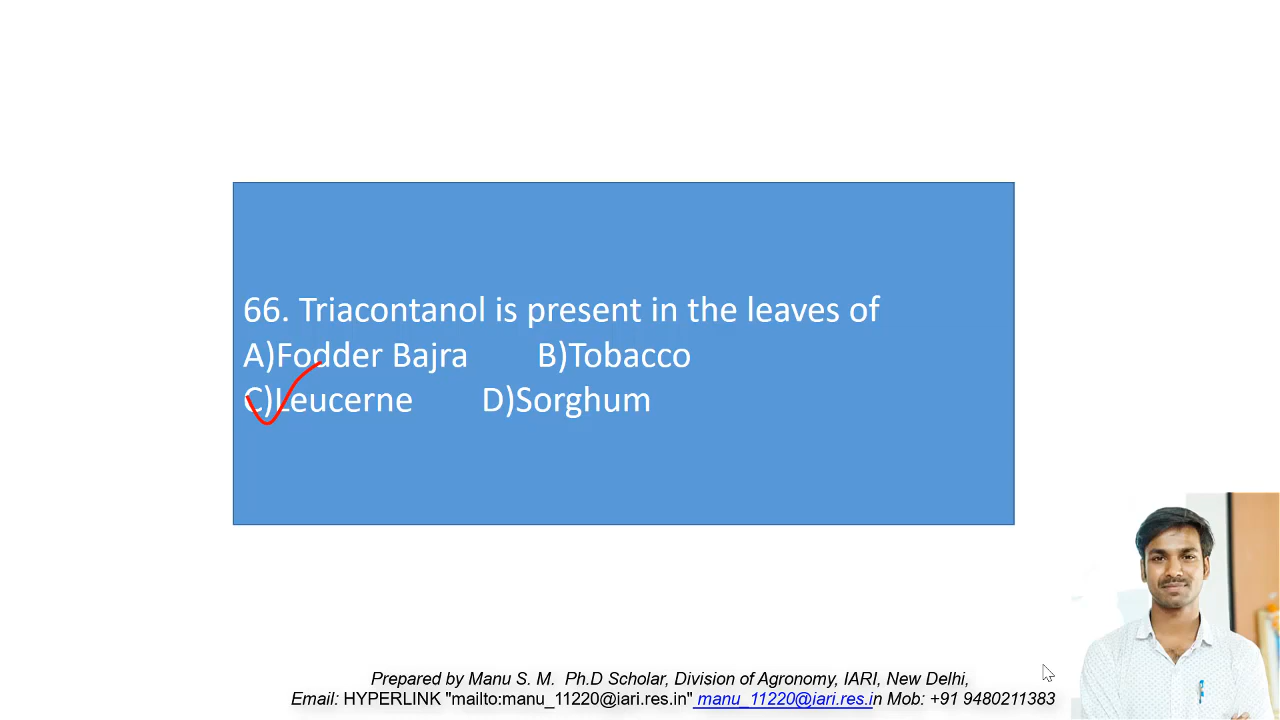 66. Triacontanol is present in the leaves of
A)Fodder Bajra B)Tobacco
C)Leucerne D)Sorghum
Prepared by Manu S. M. Ph.D Scholar, Division of Agronomy, IARI, New Delhi,
Email: HYPERLINK "mailto:manu_11220@iari.res.in" manu_11220@iari.res.in Mob: +91 9480211383